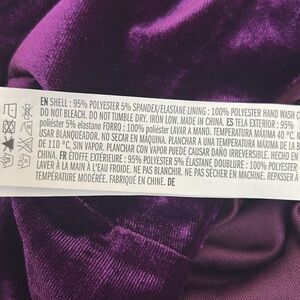 EN SHELL : 95% POLYESTER 5% SPANDEX/ELASTANE LINING : 100% POLYESTER HAND WASH
DO NOT BLEACH. DO NOT TUMBLE DRY. IRON LOW. MADE IN CHINA. ES TELA EXTERIOR : 95%
poliéster 5% elastano FORRO : 100% poliéster LAVAR A MANO. TEMPERATURA MÁXIMA 40 °C.
USAR BLANQUEADOR. NO SECAR EN MÁQUINA. PLANCHAR A UNA TEMPERATURA MÁXIMA DE LA
DE 110 °C, SIN VAPOR. PLANCHAR CON VAPOR PUEDE CAUSAR DAÑO IRREVERSIBLE. HECHO EN
CHINA. FR ÉTOFFE EXTÉRIEURE : 95% POLYESTER 5% ÉLASTANE DOUBLURE : 100% POLYESTER
LAVER À LA MAIN À L'EAU FROIDE. NE PAS BLANCHIR. NE PAS SÉCHER EN MACHINE. REPASSER À
TEMPÉRATURE MODÉRÉE. FABRIQUÉ EN CHINE. DE